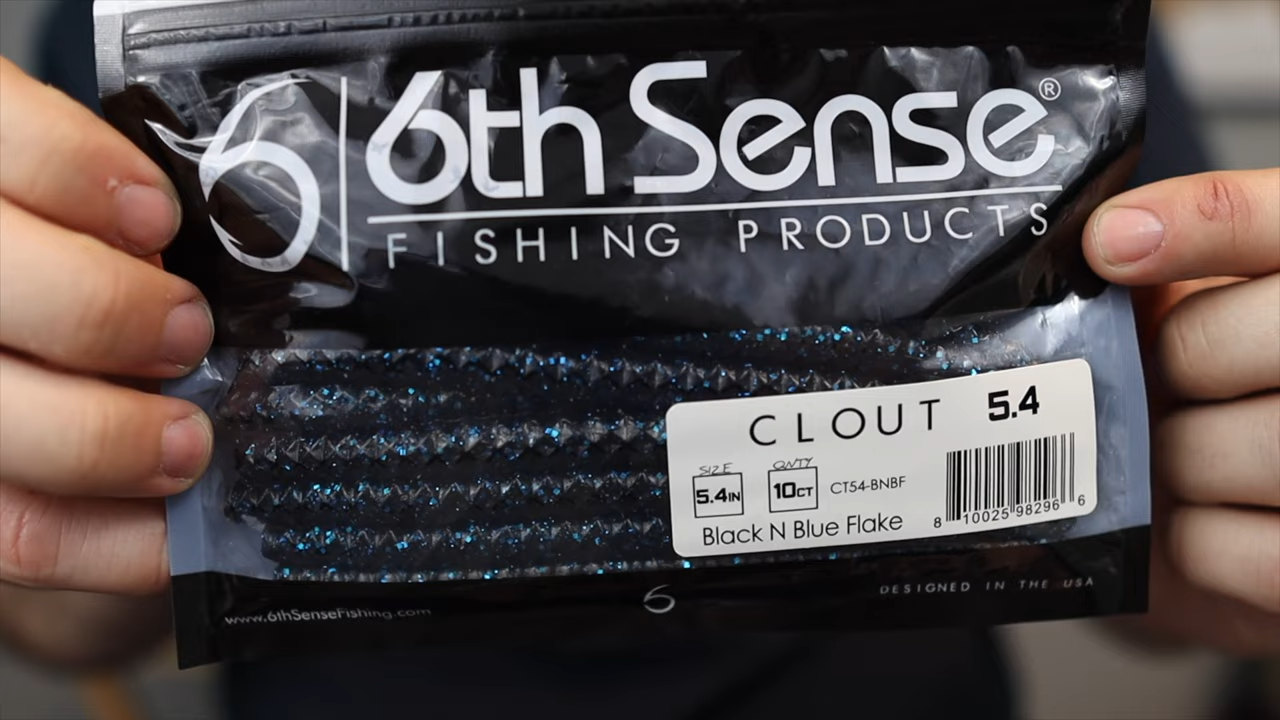 6th Sense®
FISHING PRODUCTS
CLOUT 5.4
SIZE QNTY
5.4IN 10CT CT54-BNBF
Black N Blue Flake
8 10025 98296 6
www.6thSenseFishing.com
DESIGNED IN THE USA